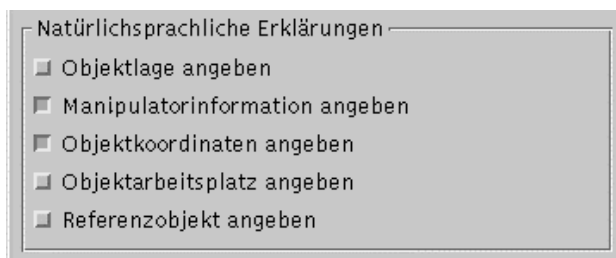 Natürlichsprachliche Erklärungen
Objektlage angeben
Manipulatorinformation angeben
Objektkoordinaten angeben
Objektarbeitsplatz angeben
Referenzobjekt angeben